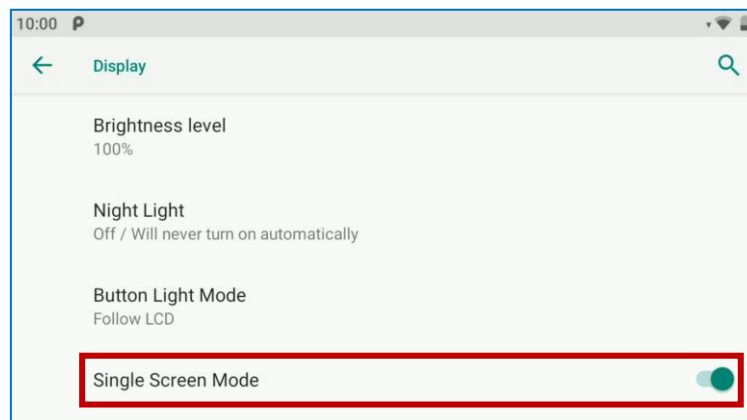 10:00
Display
Brightness level
100%
Night Light
Off / Will never turn on automatically
Button Light Mode
Follow LCD
Single Screen Mode